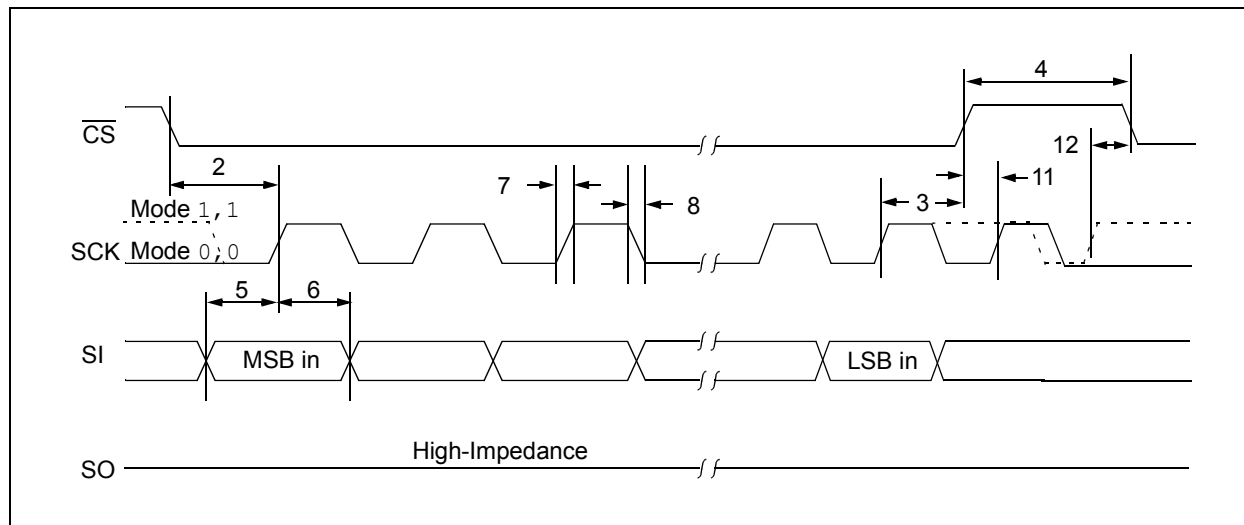 4
CS
12
2
7
8
3
11
Mode 1,1
SCK Mode 0,0
5
6
SI
MSB in
LSB in
High-Impedance
SO